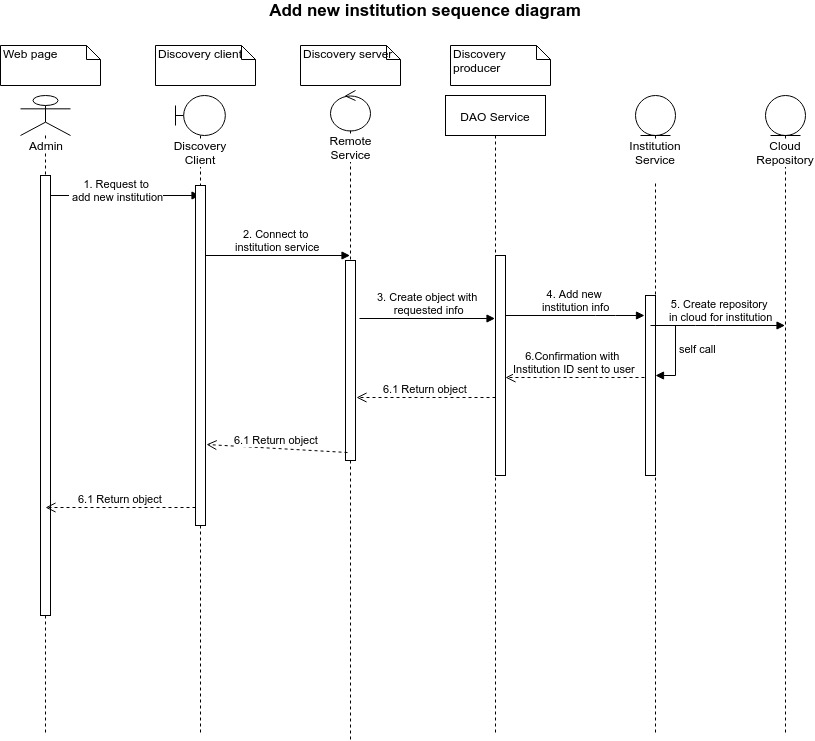 Add new institution sequence diagram
Web page
Discovery client
Discovery server
Discovery
producer
Admin
Discovery
Client
Remote
Service
DAO Service
Institution
Service
Cloud
Repository
1. Request to
add new institution
2. Connect to
institution service
3. Create object with
requested info
4. Add new
institution info
5. Create repository
in cloud for institution
self call
6.Confirmation with
Institution ID sent to user
6.1 Return object
6.1 Return object
6.1 Return object